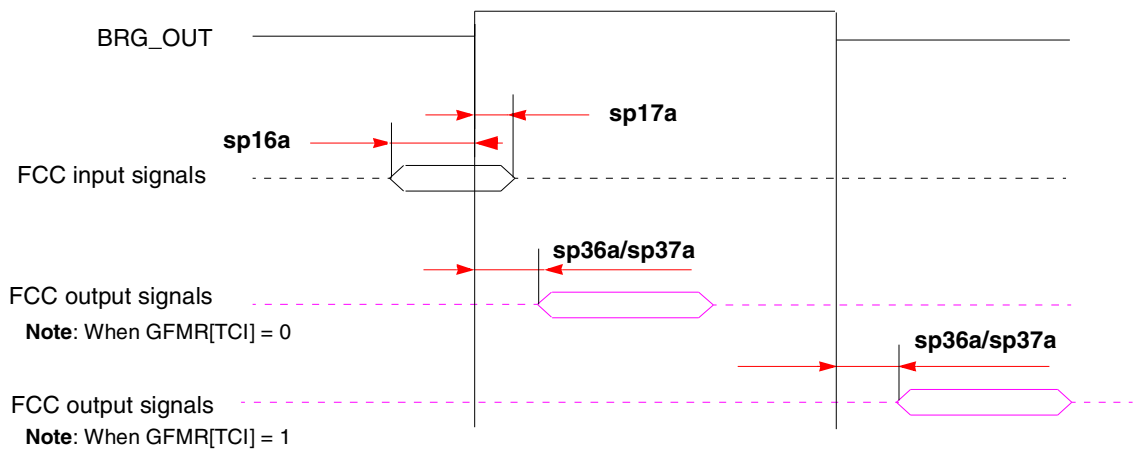 BRG_OUT
sp17a
sp16a
FCC input signals
sp36a/sp37a
FCC output signals
Note: When GFMR[TCI] = 0
sp36a/sp37a
FCC output signals
Note: When GFMR[TCI] = 1